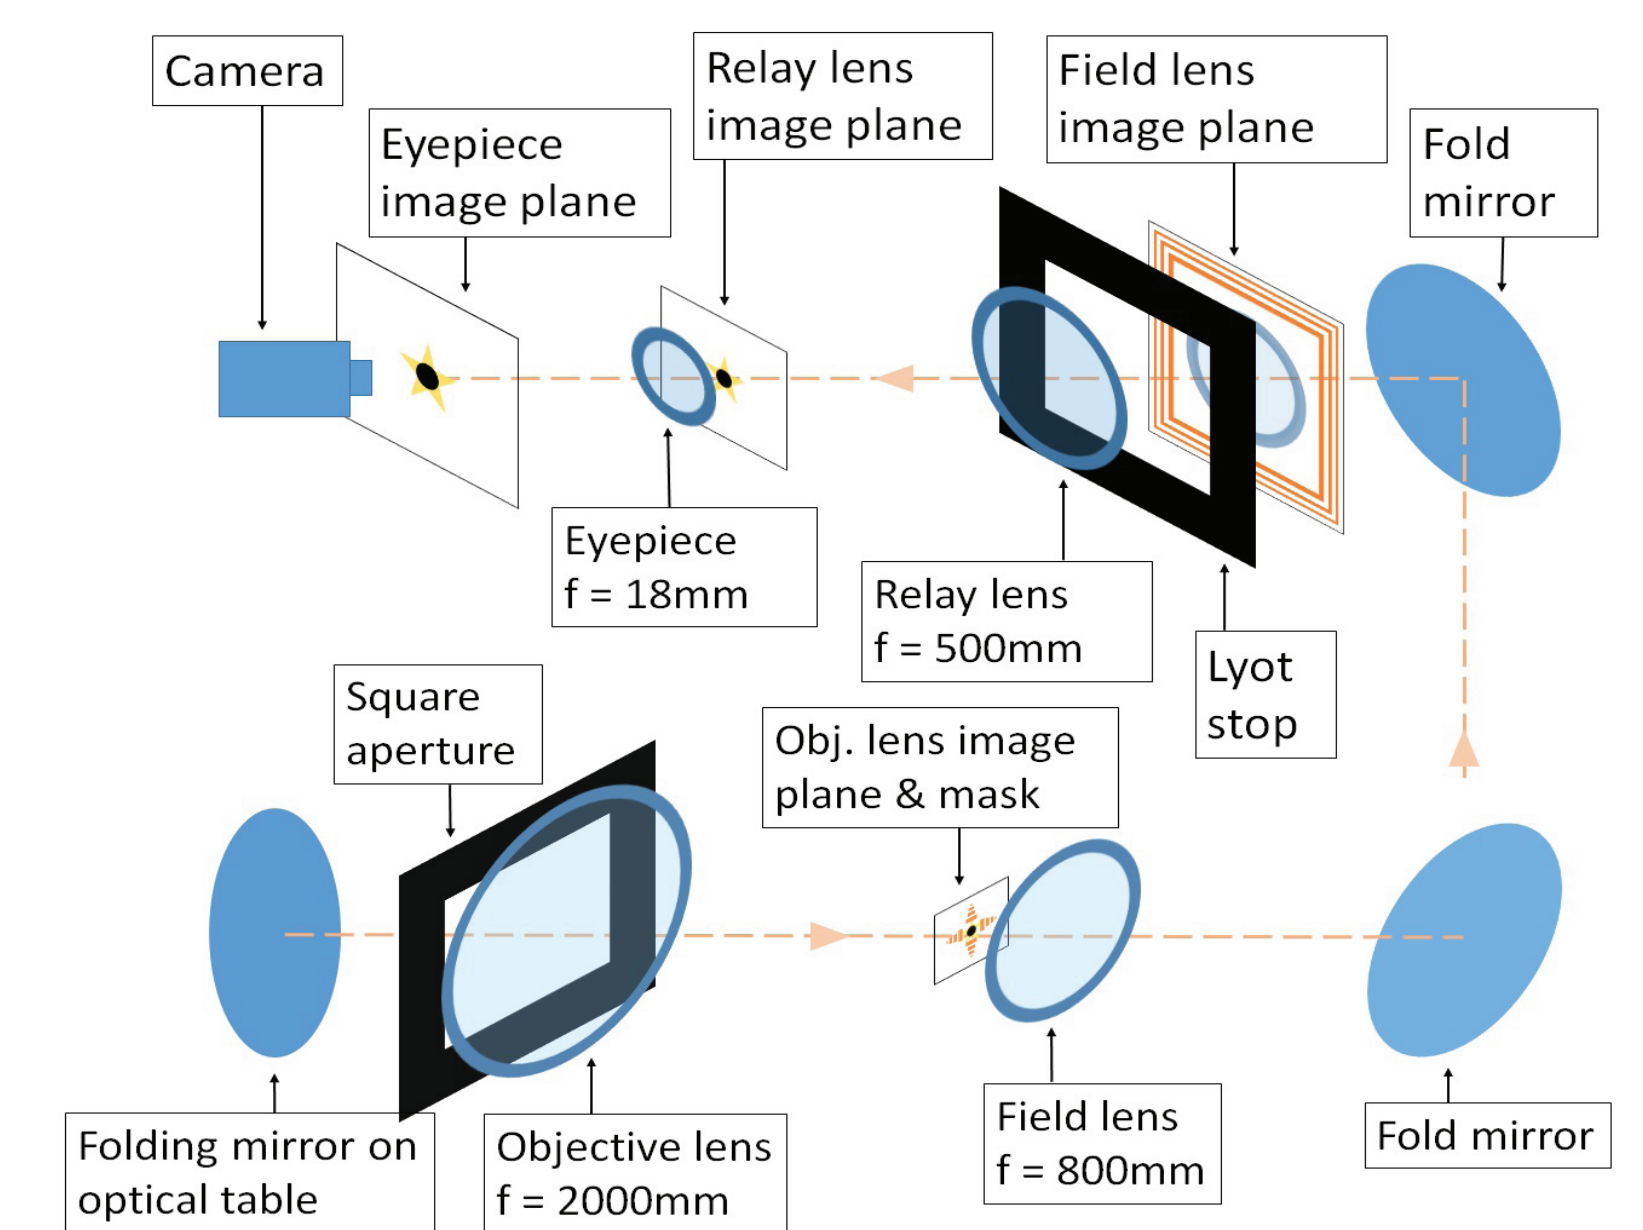 Camera
Eyepiece
image plane
Relay lens
image plane
Field lens
image plane
Fold
mirror
Eyepiece
f = 18mm
Relay lens
f = 500mm
Lyot
stop
Square
aperture
Obj. lens image
plane & mask
Folding mirror on
optical table
Objective lens
f = 2000mm
Field lens
f = 800mm
Fold mirror